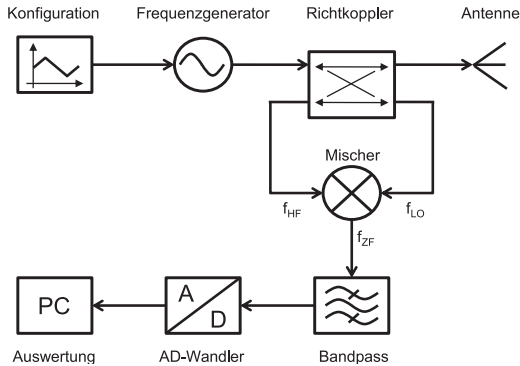 Konfiguration
Frequenzgenerator
Richtkoppler
Antenne
Mischer
fHF
fLO
fZF
PC
A
D
Auswertung
AD-Wandler
Bandpass